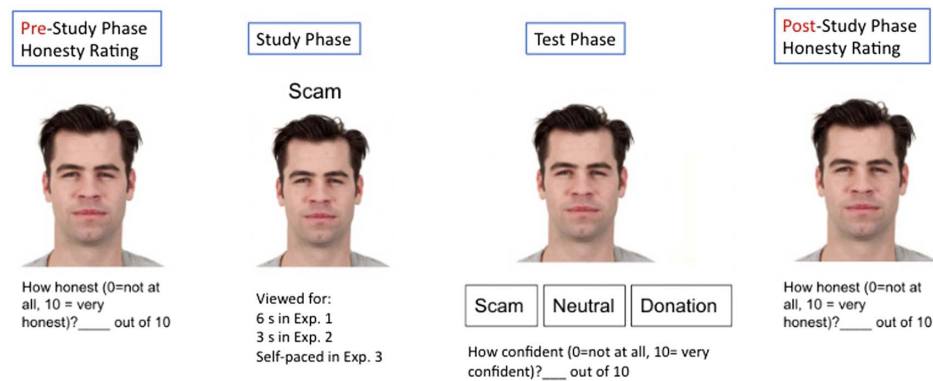 Pre-Study Phase
Honesty Rating
How honest (0=not at
all, 10 = very
honest)?____ out of 10
Study Phase
Scam
Viewed for:
6 s in Exp. 1
3 s in Exp. 2
Self-paced in Exp. 3
Test Phase
Scam
Neutral
Donation
How confident (0=not at all, 10= very
confident)?___ out of 10
Post-Study Phase
Honesty Rating
How honest (0=not at
all, 10 = very
honest)?____ out of 10